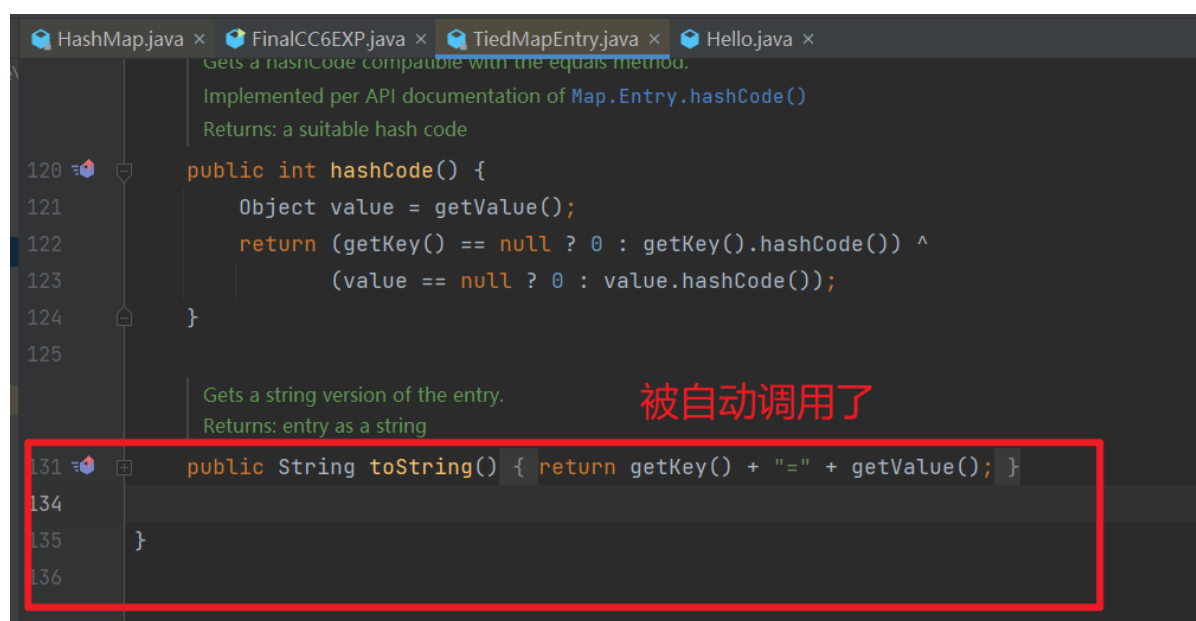 HashMap.java × FinalCC6EXP.java × TiedMapEntry.java × Hello.java ×
Gets a hashCode compatible with the equals method.
Implemented per API documentation of Map.Entry.hashCode()
Returns: a suitable hash code
120 public int hashCode() {
121 Object value = getValue();
122 return (getKey() == null ? 0 : getKey().hashCode()) ^
123 (value == null ? 0 : value.hashCode());
124 }
125
Gets a string version of the entry.
被自动调用了
Returns: entry as a string
131 public String toString() { return getKey() + "=" + getValue(); }
134
135 }
136